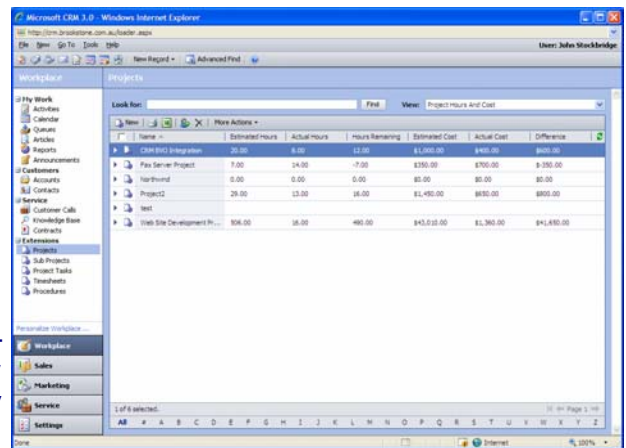 Microsoft CRM 3.0 - Windows Internet Explorer
http://crm.brookstone.com.au/loader.aspx
File New Go To Tools Help
User: John Stockbridge
New Record Advanced Find
Workplace
Projects
My Work
Activities
Calendar
Queues
Articles
Reports
Announcements
Customers
Accounts
Contacts
Service
Customer Calls
Knowledge Base
Contracts
Extensions
Projects
Sub Projects
Project Tasks
Timesheets
Procedures
Personalize Workplace ...
Workplace
Sales
Marketing
Service
Settings
Look for: Find View: Project Hours And Cost
New More Actions
Name Estimated Hours Actual Hours Hours Remaining Estimated Cost Actual Cost Difference
CRM Integration 20.00 8.00 12.00 $1,000.00 $400.00 $600.00
Fax Server Project 7.00 14.00 -7.00 $350.00 $700.00 $-350.00
Northwind 0.00 0.00 0.00 $0.00 $0.00 $0.00
Project2 29.00 13.00 16.00 $1,450.00 $650.00 $800.00
test
Web Site Development Pr... 506.00 16.00 490.00 $43,010.00 $1,360.00 $41,650.00
1 of 6 selected.
Page 1
All # A B C D E F G H I J K L M N O P Q R S T U V W X Y Z
Done
Internet
100%